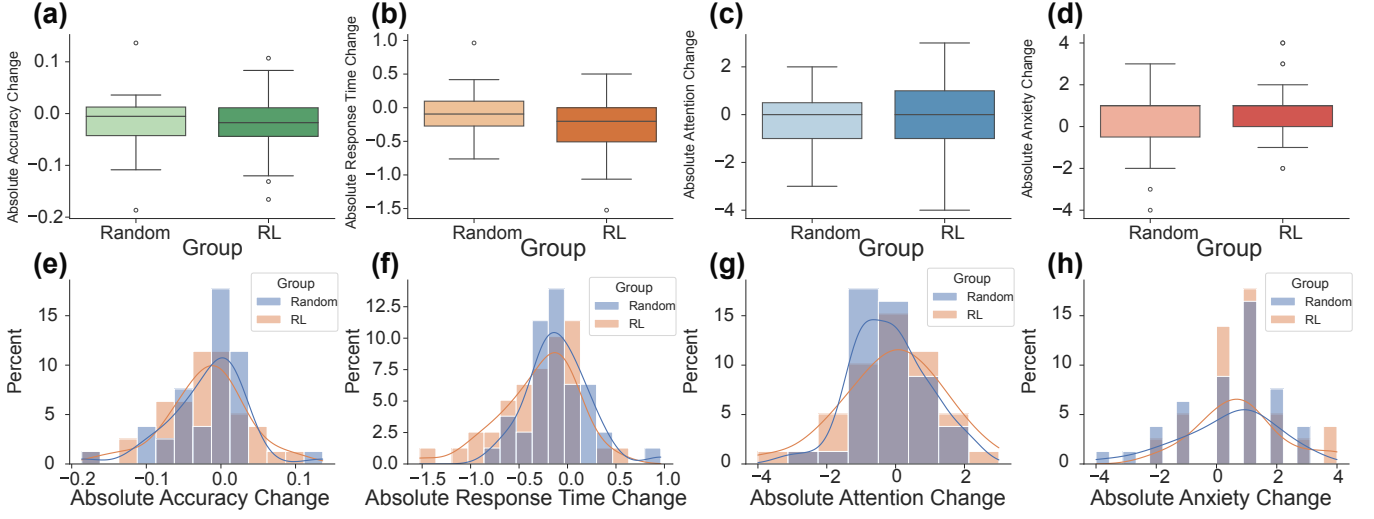 (a)
Absolute Accuracy Change
0.1
0.0
−0.1
−0.2
Random
RL
Group
(b)
Absolute Response Time Change
1.0
0.5
0.0
−0.5
−1.0
−1.5
Random
RL
Group
(c)
Absolute Attention Change
2
0
−2
−4
Random
RL
Group
(d)
Absolute Anxiety Change
4
2
0
−2
−4
Random
RL
Group
(e)
Percent
15
10
5
0
−0.1
0.0
0.1
Absolute Accuracy Change
Group
Random
RL
(f)
Percent
12.5
10.0
7.5
5.0
2.5
0.0
−1.5
−1.0
−0.5
0.0
0.5
1.0
Absolute Response Time Change
Group
Random
RL
(g)
Percent
15
10
5
0
−4
−2
0
2
Absolute Attention Change
Group
Random
RL
(h)
Percent
15
10
5
0
−4
−2
0
2
4
Absolute Anxiety Change
Group
Random
RL